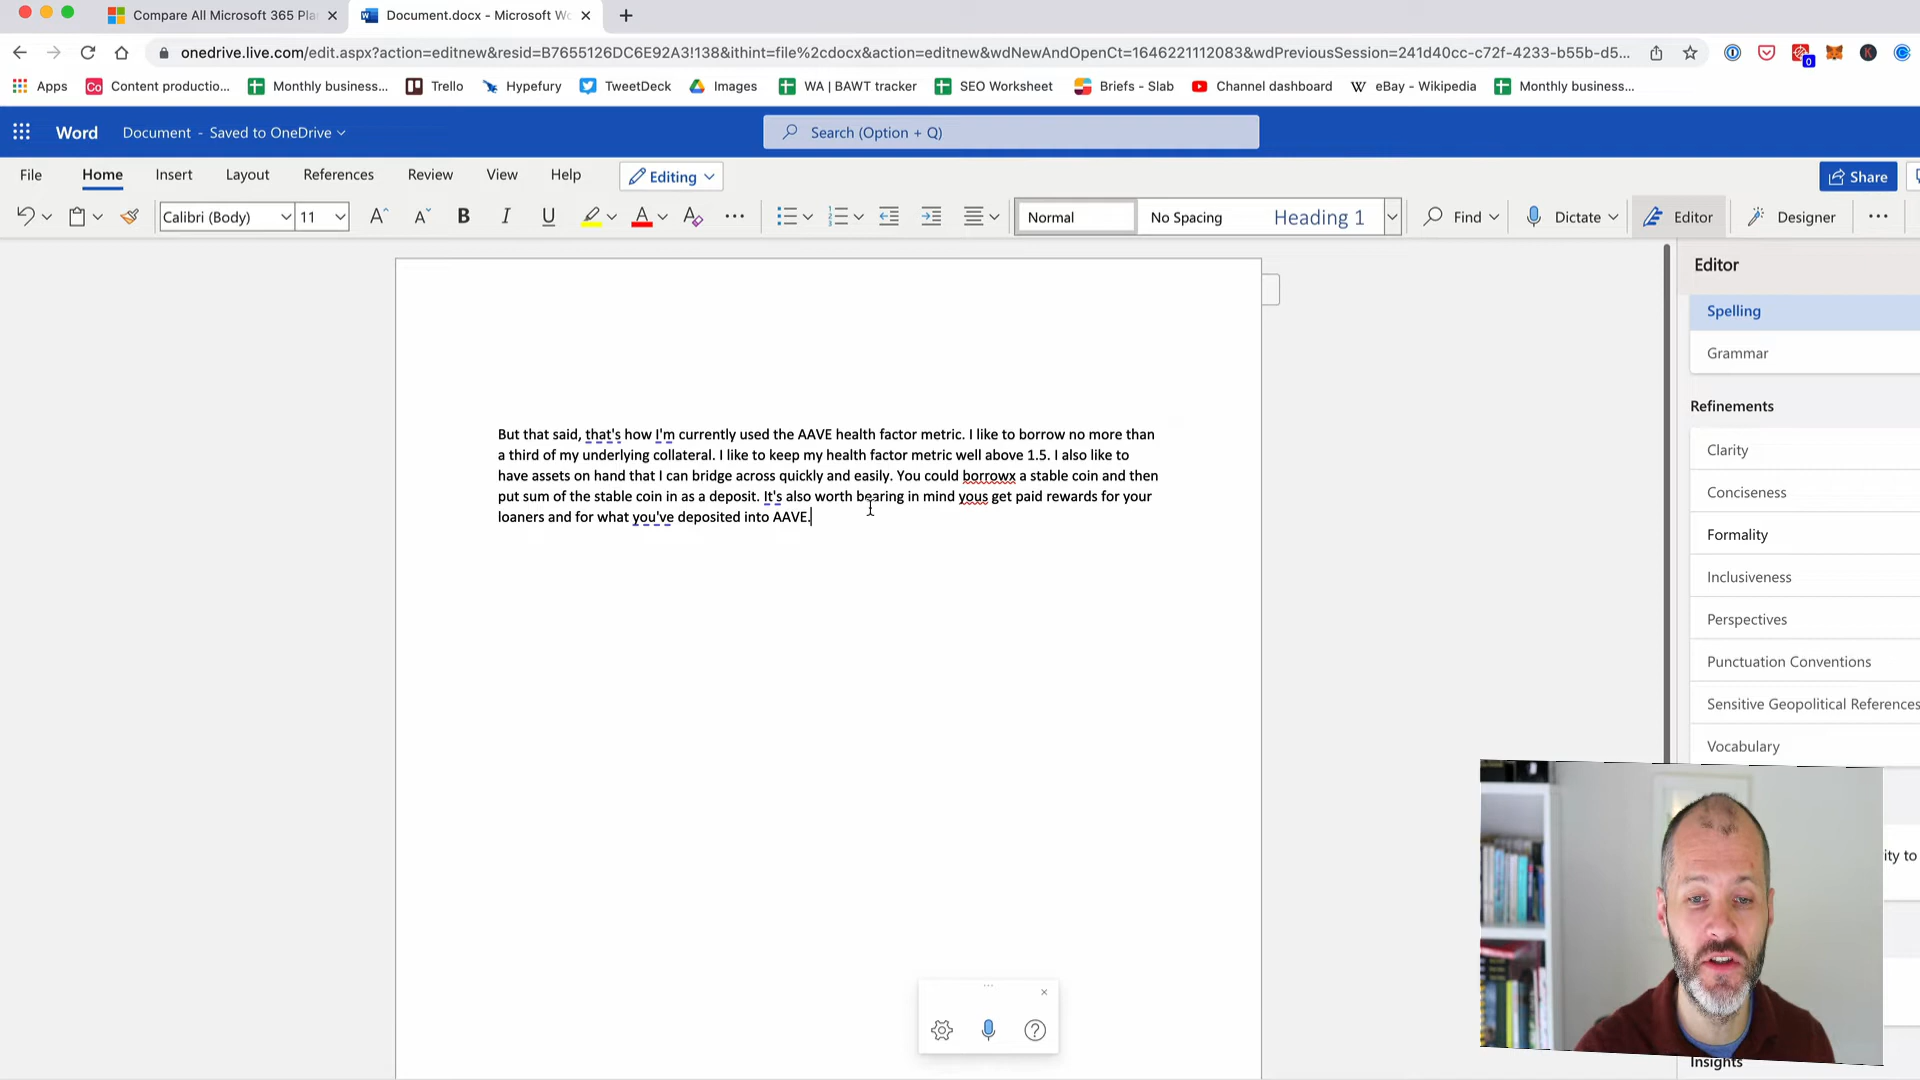 Compare All Microsoft 365 Pla
Document.docx - Microsoft Wo
onedrive.live.com/edit.aspx?action=editnew&resid=B7655126DC6E92A3!138&ithint=file%2cdocx&action=editnew&wdNewAndOpenCt=1646221112083&wdPreviousSession=241d40cc-c72f-4233-b55b-d5...
0
K
Apps
Co
Content productio...
Monthly business...
Trello
Hypefury
TweetDeck
Images
WA | BAWT tracker
SEO Worksheet
Briefs - Slab
Channel dashboard
W
eBay - Wikipedia
Monthly business...
Word
Document - Saved to OneDrive
Search (Option + Q)
File
Home
Insert
Layout
References
Review
View
Help
Editing
Share
Calibri (Body)
11
A
A
B
I
U
A
A
Normal
No Spacing
Heading 1
Find
Dictate
Editor
Designer
Editor
Spelling
Grammar
Refinements
Clarity
Conciseness
Formality
Inclusiveness
Perspectives
Punctuation Conventions
Sensitive Geopolitical References
Vocabulary
But that said, that's how I'm currently used the AAVE health factor metric. I like to borrow no more than
a third of my underlying collateral. I like to keep my health factor metric well above 1.5. I also like to
have assets on hand that I can bridge across quickly and easily. You could borrowx a stable coin and then
put sum of the stable coin in as a deposit. It's also worth bearing in mind yous get paid rewards for your
loaners and for what you've deposited into AAVE.
ity to
Insights